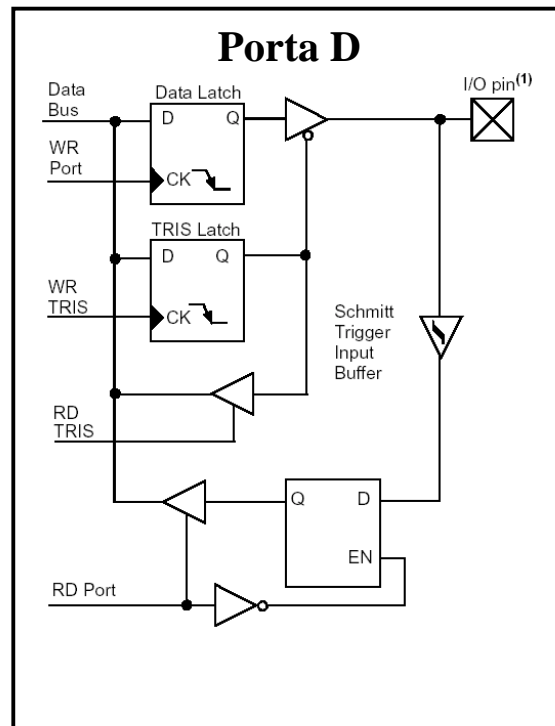 Porta D
Data
Bus
Data Latch
I/O pin(1)
D
Q
WR
Port
CK
TRIS Latch
D
Q
WR
TRIS
CK
Schmitt
Trigger
Input
Buffer
RD
TRIS
Q
D
EN
RD Port